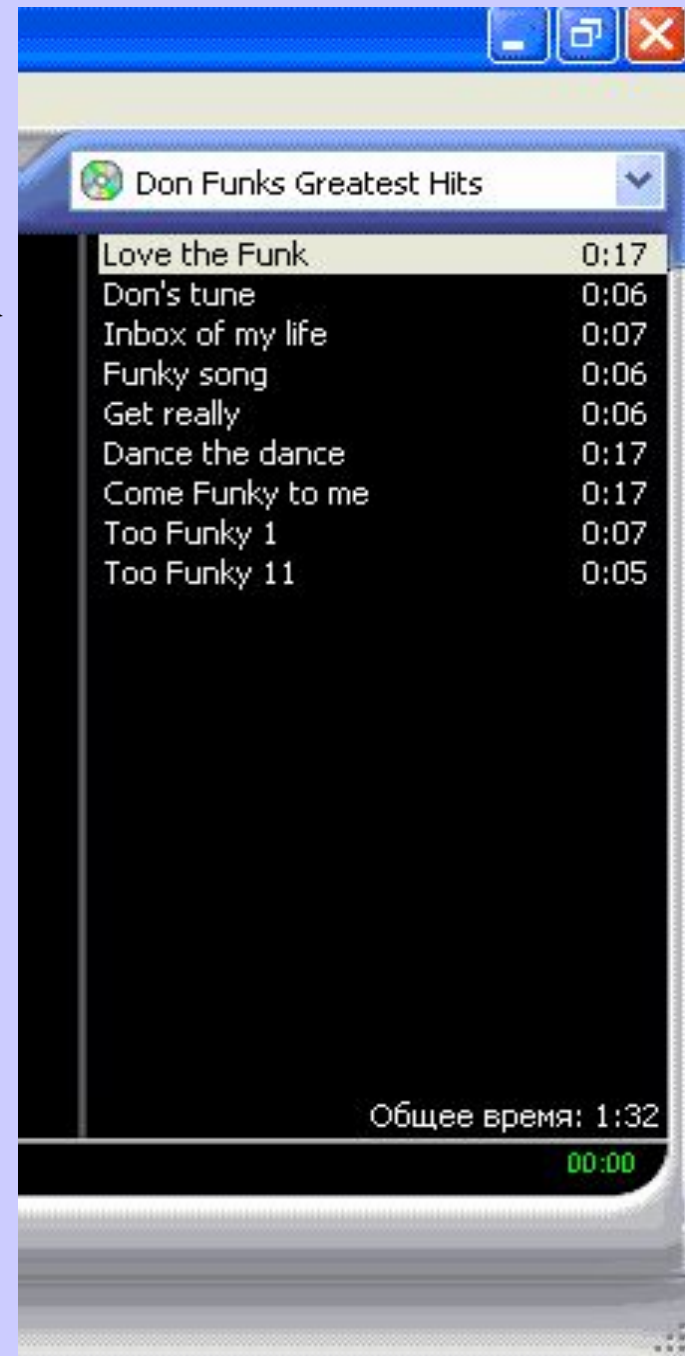 Don Funks Greatest Hits
Love the Funk 0:17
Don's tune 0:06
Inbox of my life 0:07
Funky song 0:06
Get really 0:06
Dance the dance 0:17
Come Funky to me 0:17
Too Funky 1 0:07
Too Funky 11 0:05
Общее время: 1:32
00:00